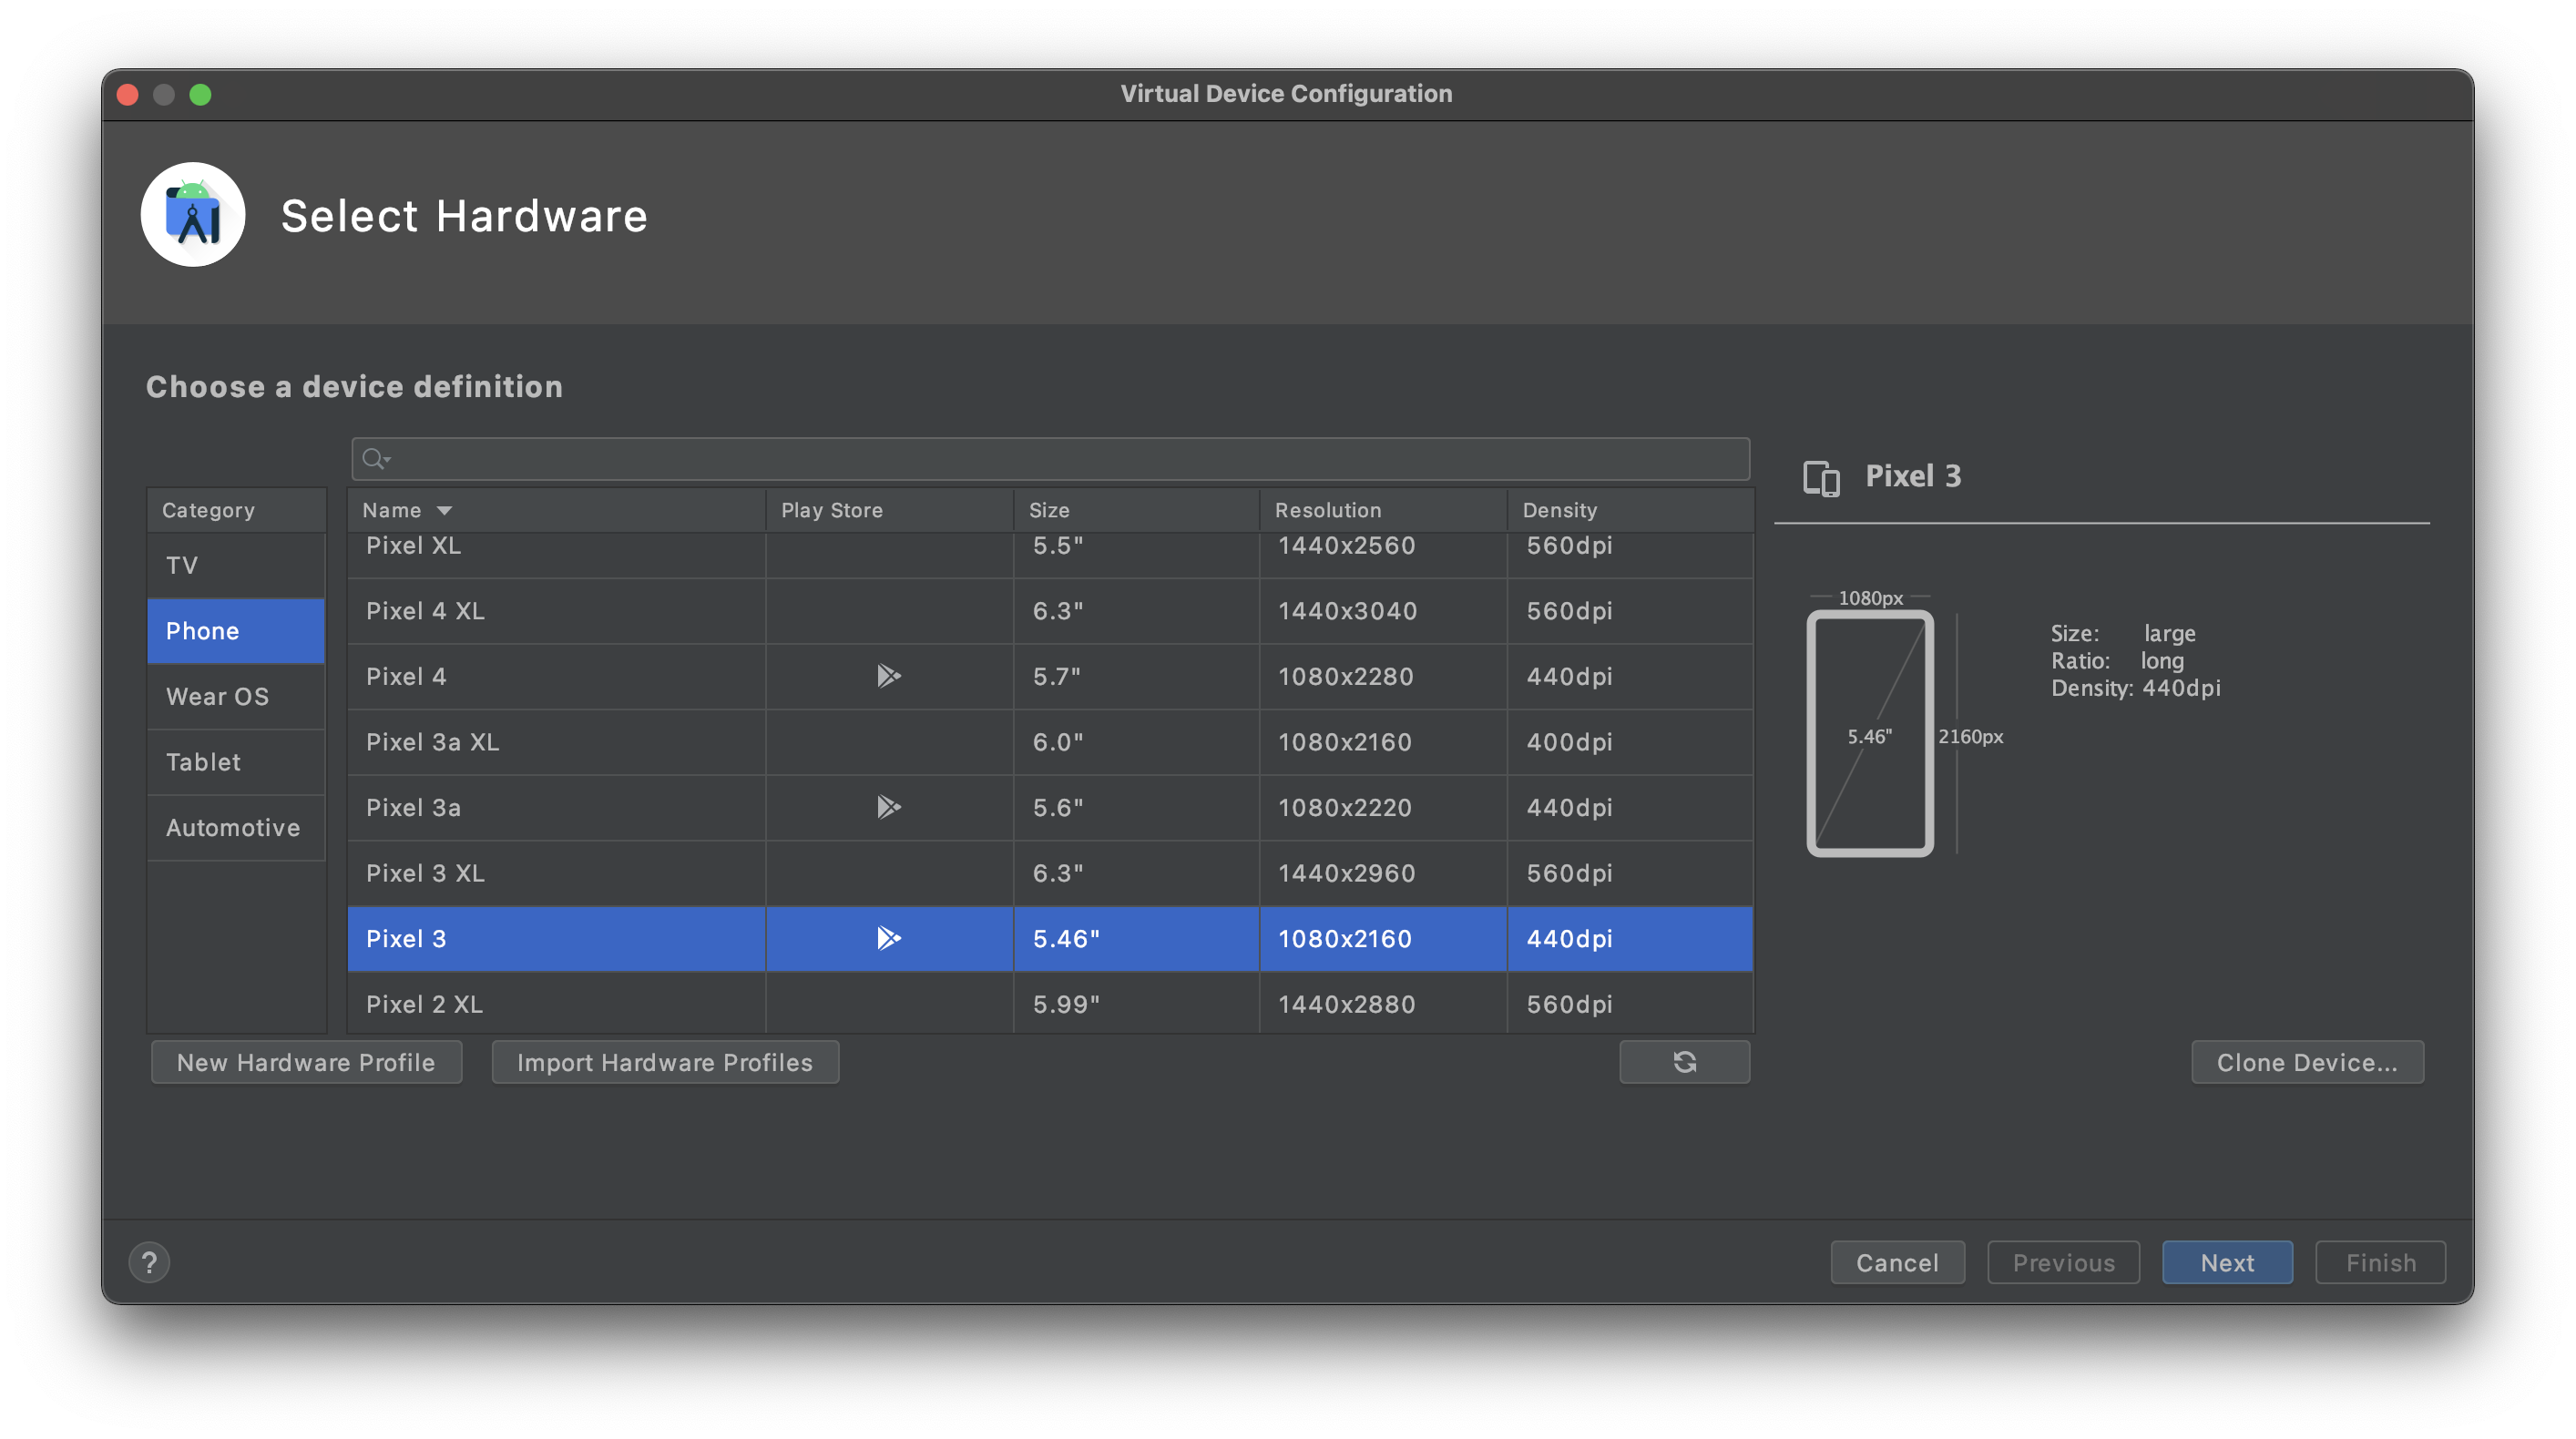 Virtual Device Configuration
Select Hardware
Choose a device definition
Category
TV
Phone
Wear OS
Tablet
Automotive
Name Play Store Size Resolution Density
Pixel XL 5.5" 1440x2560 560dpi
Pixel 4 XL 6.3" 1440x3040 560dpi
Pixel 4 5.7" 1080x2280 440dpi
Pixel 3a XL 6.0" 1080x2160 400dpi
Pixel 3a 5.6" 1080x2220 440dpi
Pixel 3 XL 6.3" 1440x2960 560dpi
Pixel 3 5.46" 1080x2160 440dpi
Pixel 2 XL 5.99" 1440x2880 560dpi
New Hardware Profile Import Hardware Profiles
Pixel 3
1080px
5.46" 2160px
Size: large
Ratio: long
Density: 440dpi
Clone Device...
? Cancel Previous Next Finish